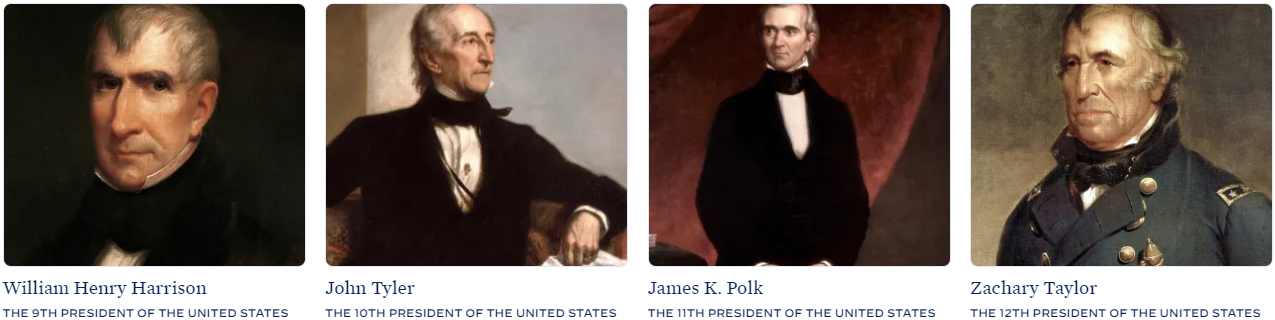 William Henry Harrison
THE 9TH PRESIDENT OF THE UNITED STATES
John Tyler
THE 10TH PRESIDENT OF THE UNITED STATES
James K. Polk
THE 11TH PRESIDENT OF THE UNITED STATES
Zachary Taylor
THE 12TH PRESIDENT OF THE UNITED STATES